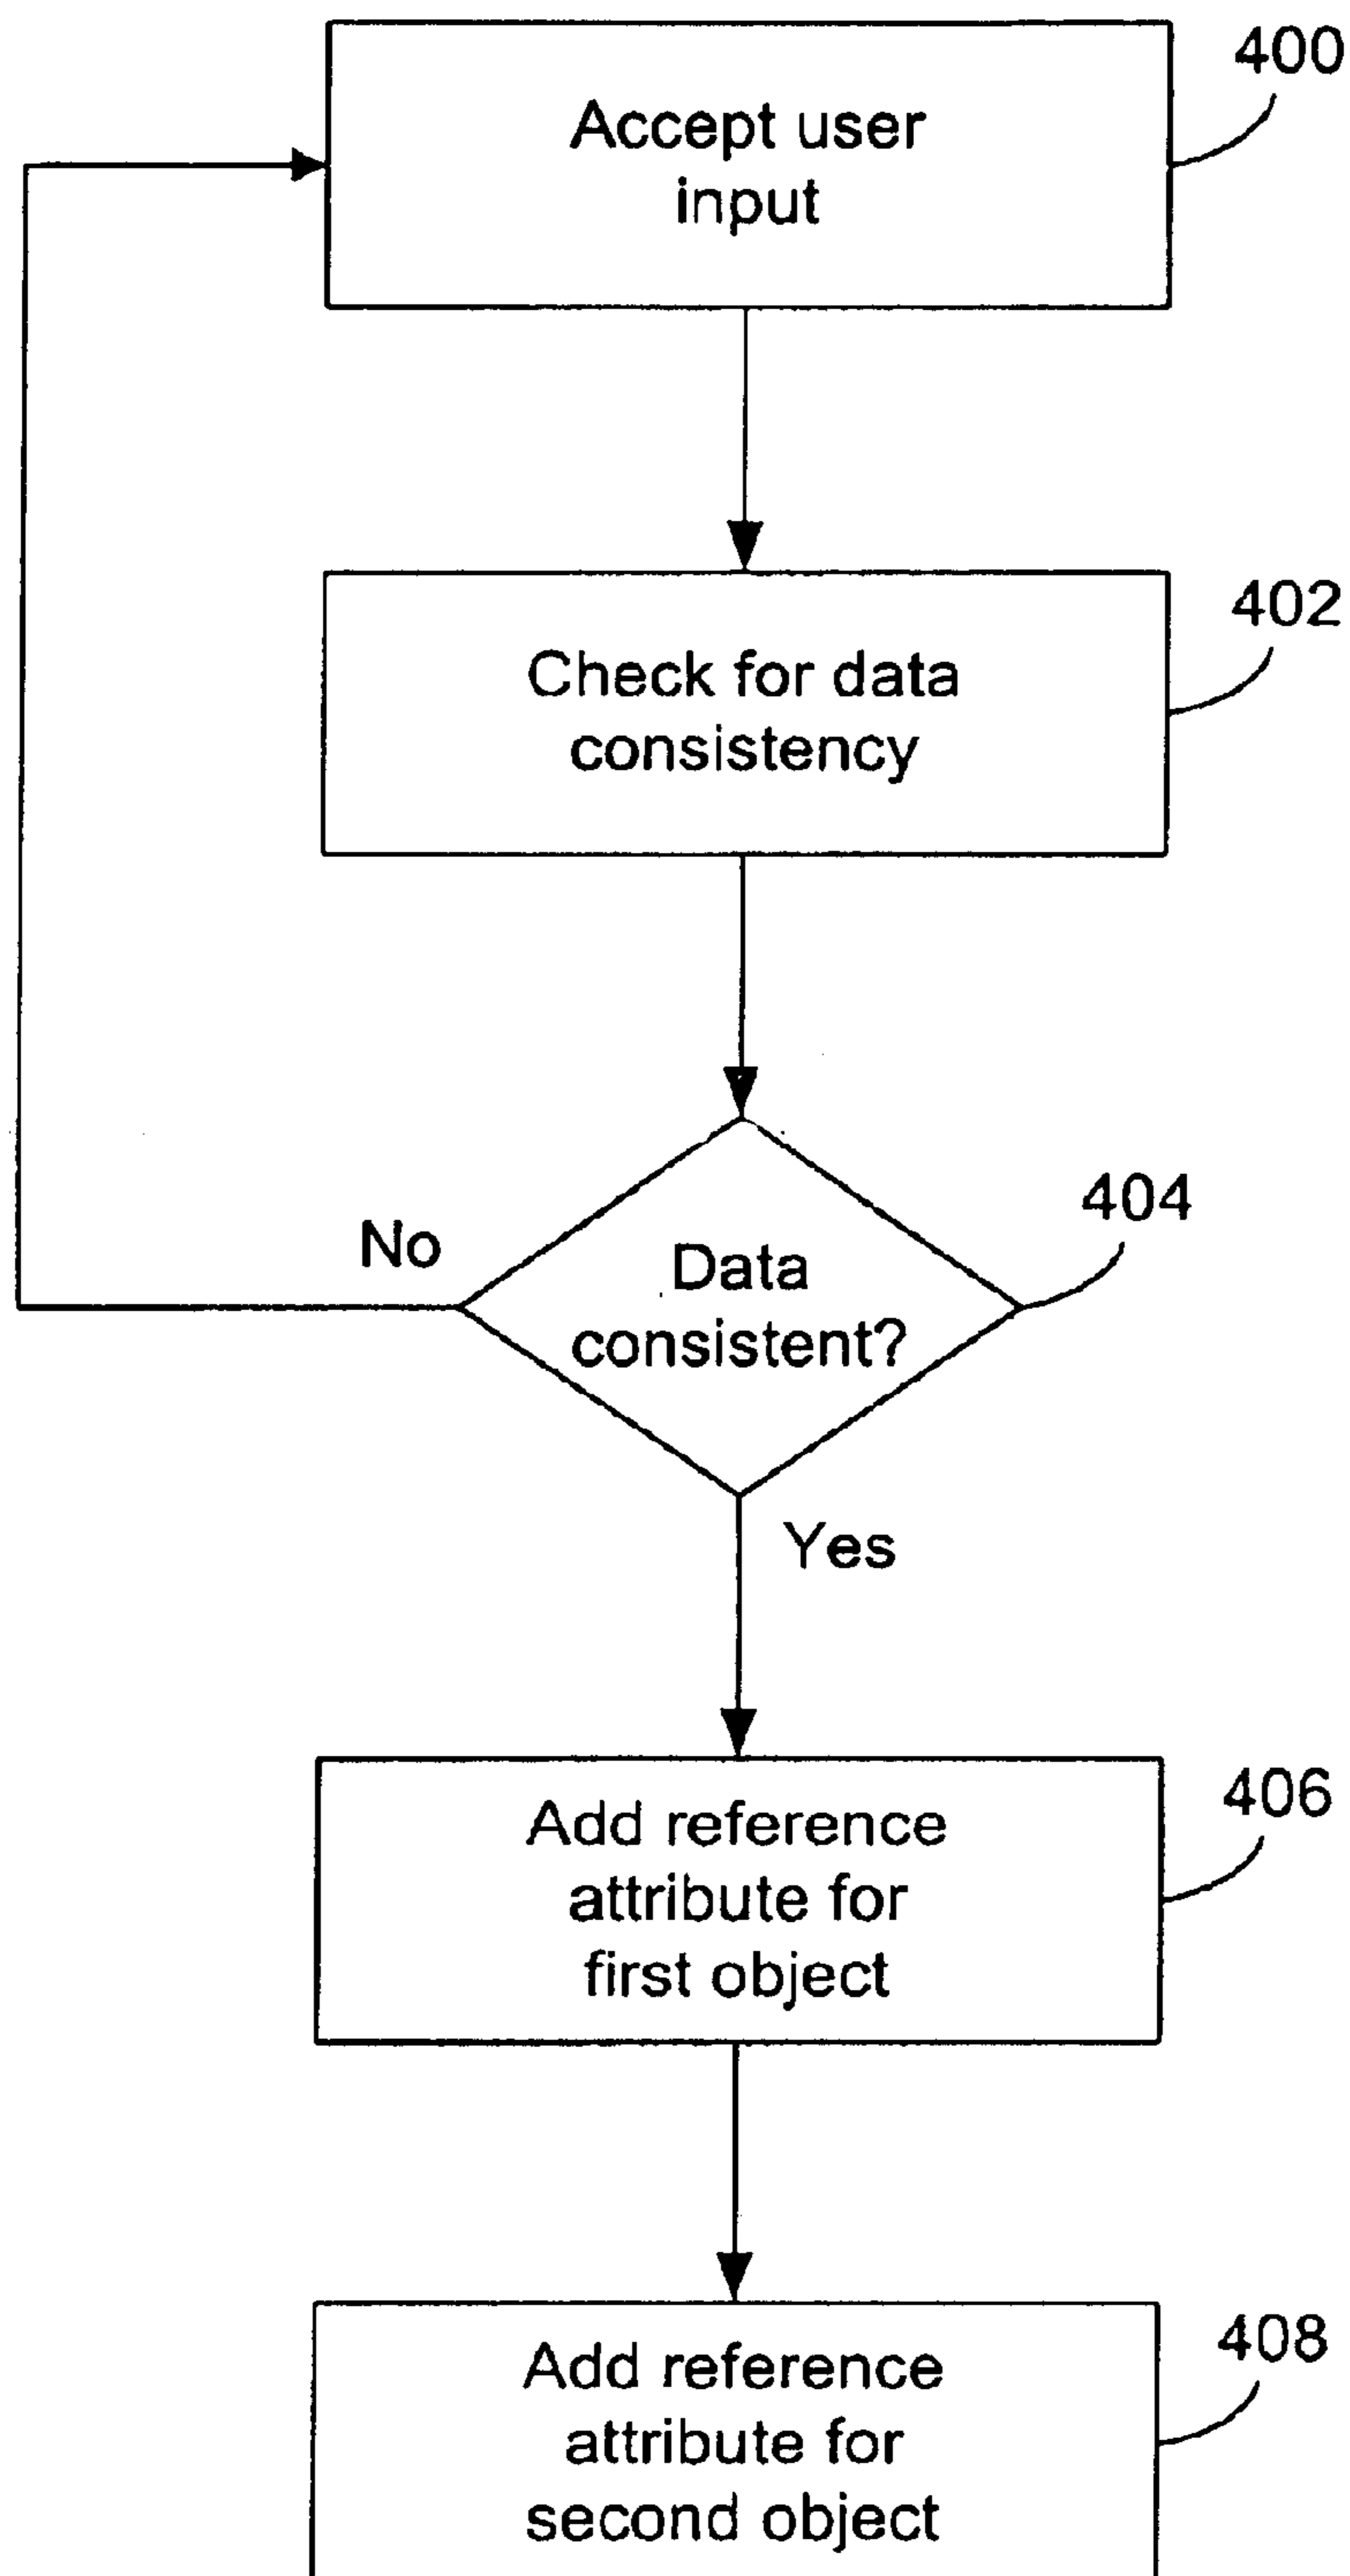 400
Accept user
input
402
Check for data
consistency
404
No
Data
consistent?
Yes
406
Add reference
attribute for
first object
408
Add reference
attribute for
second object